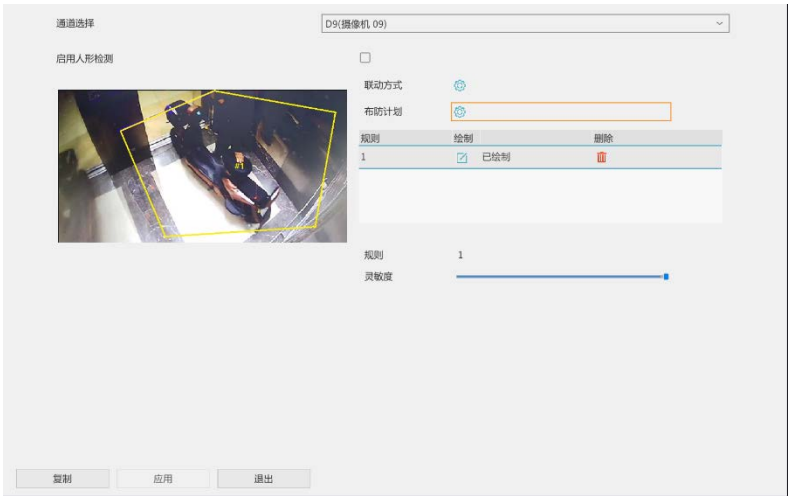 通道选择 D9(摄像机 09)
启用人形检测
联动方式
布防计划
规则 绘制 删除
1 已绘制
#1
规则 1
灵敏度
复制 应用 退出